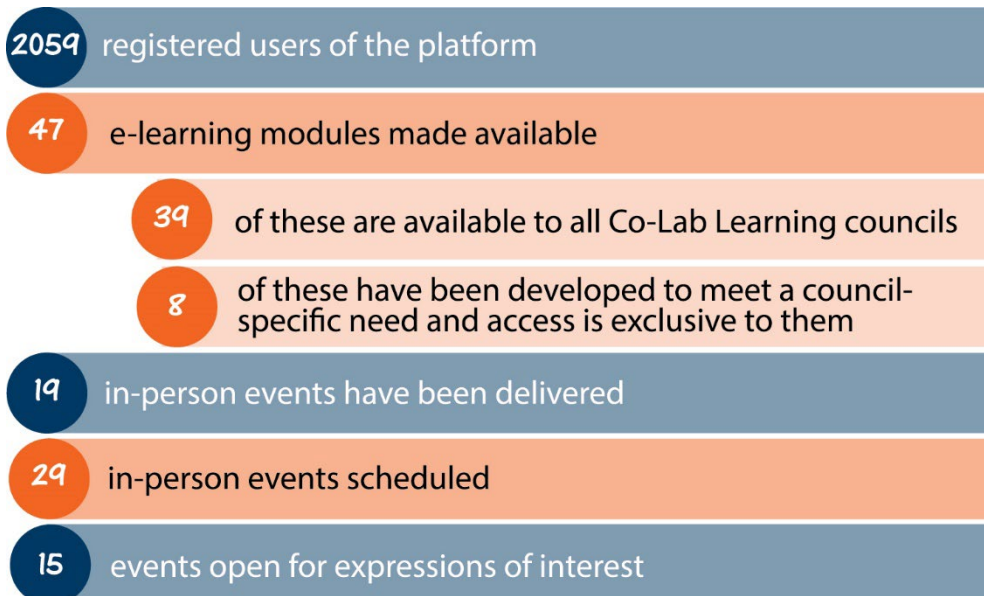 2059 registered users of the platform
47 e-learning modules made available
39 of these are available to all Co-Lab Learning councils
8 of these have been developed to meet a council-
specific need and access is exclusive to them
19 in-person events have been delivered
29 in-person events scheduled
15 events open for expressions of interest